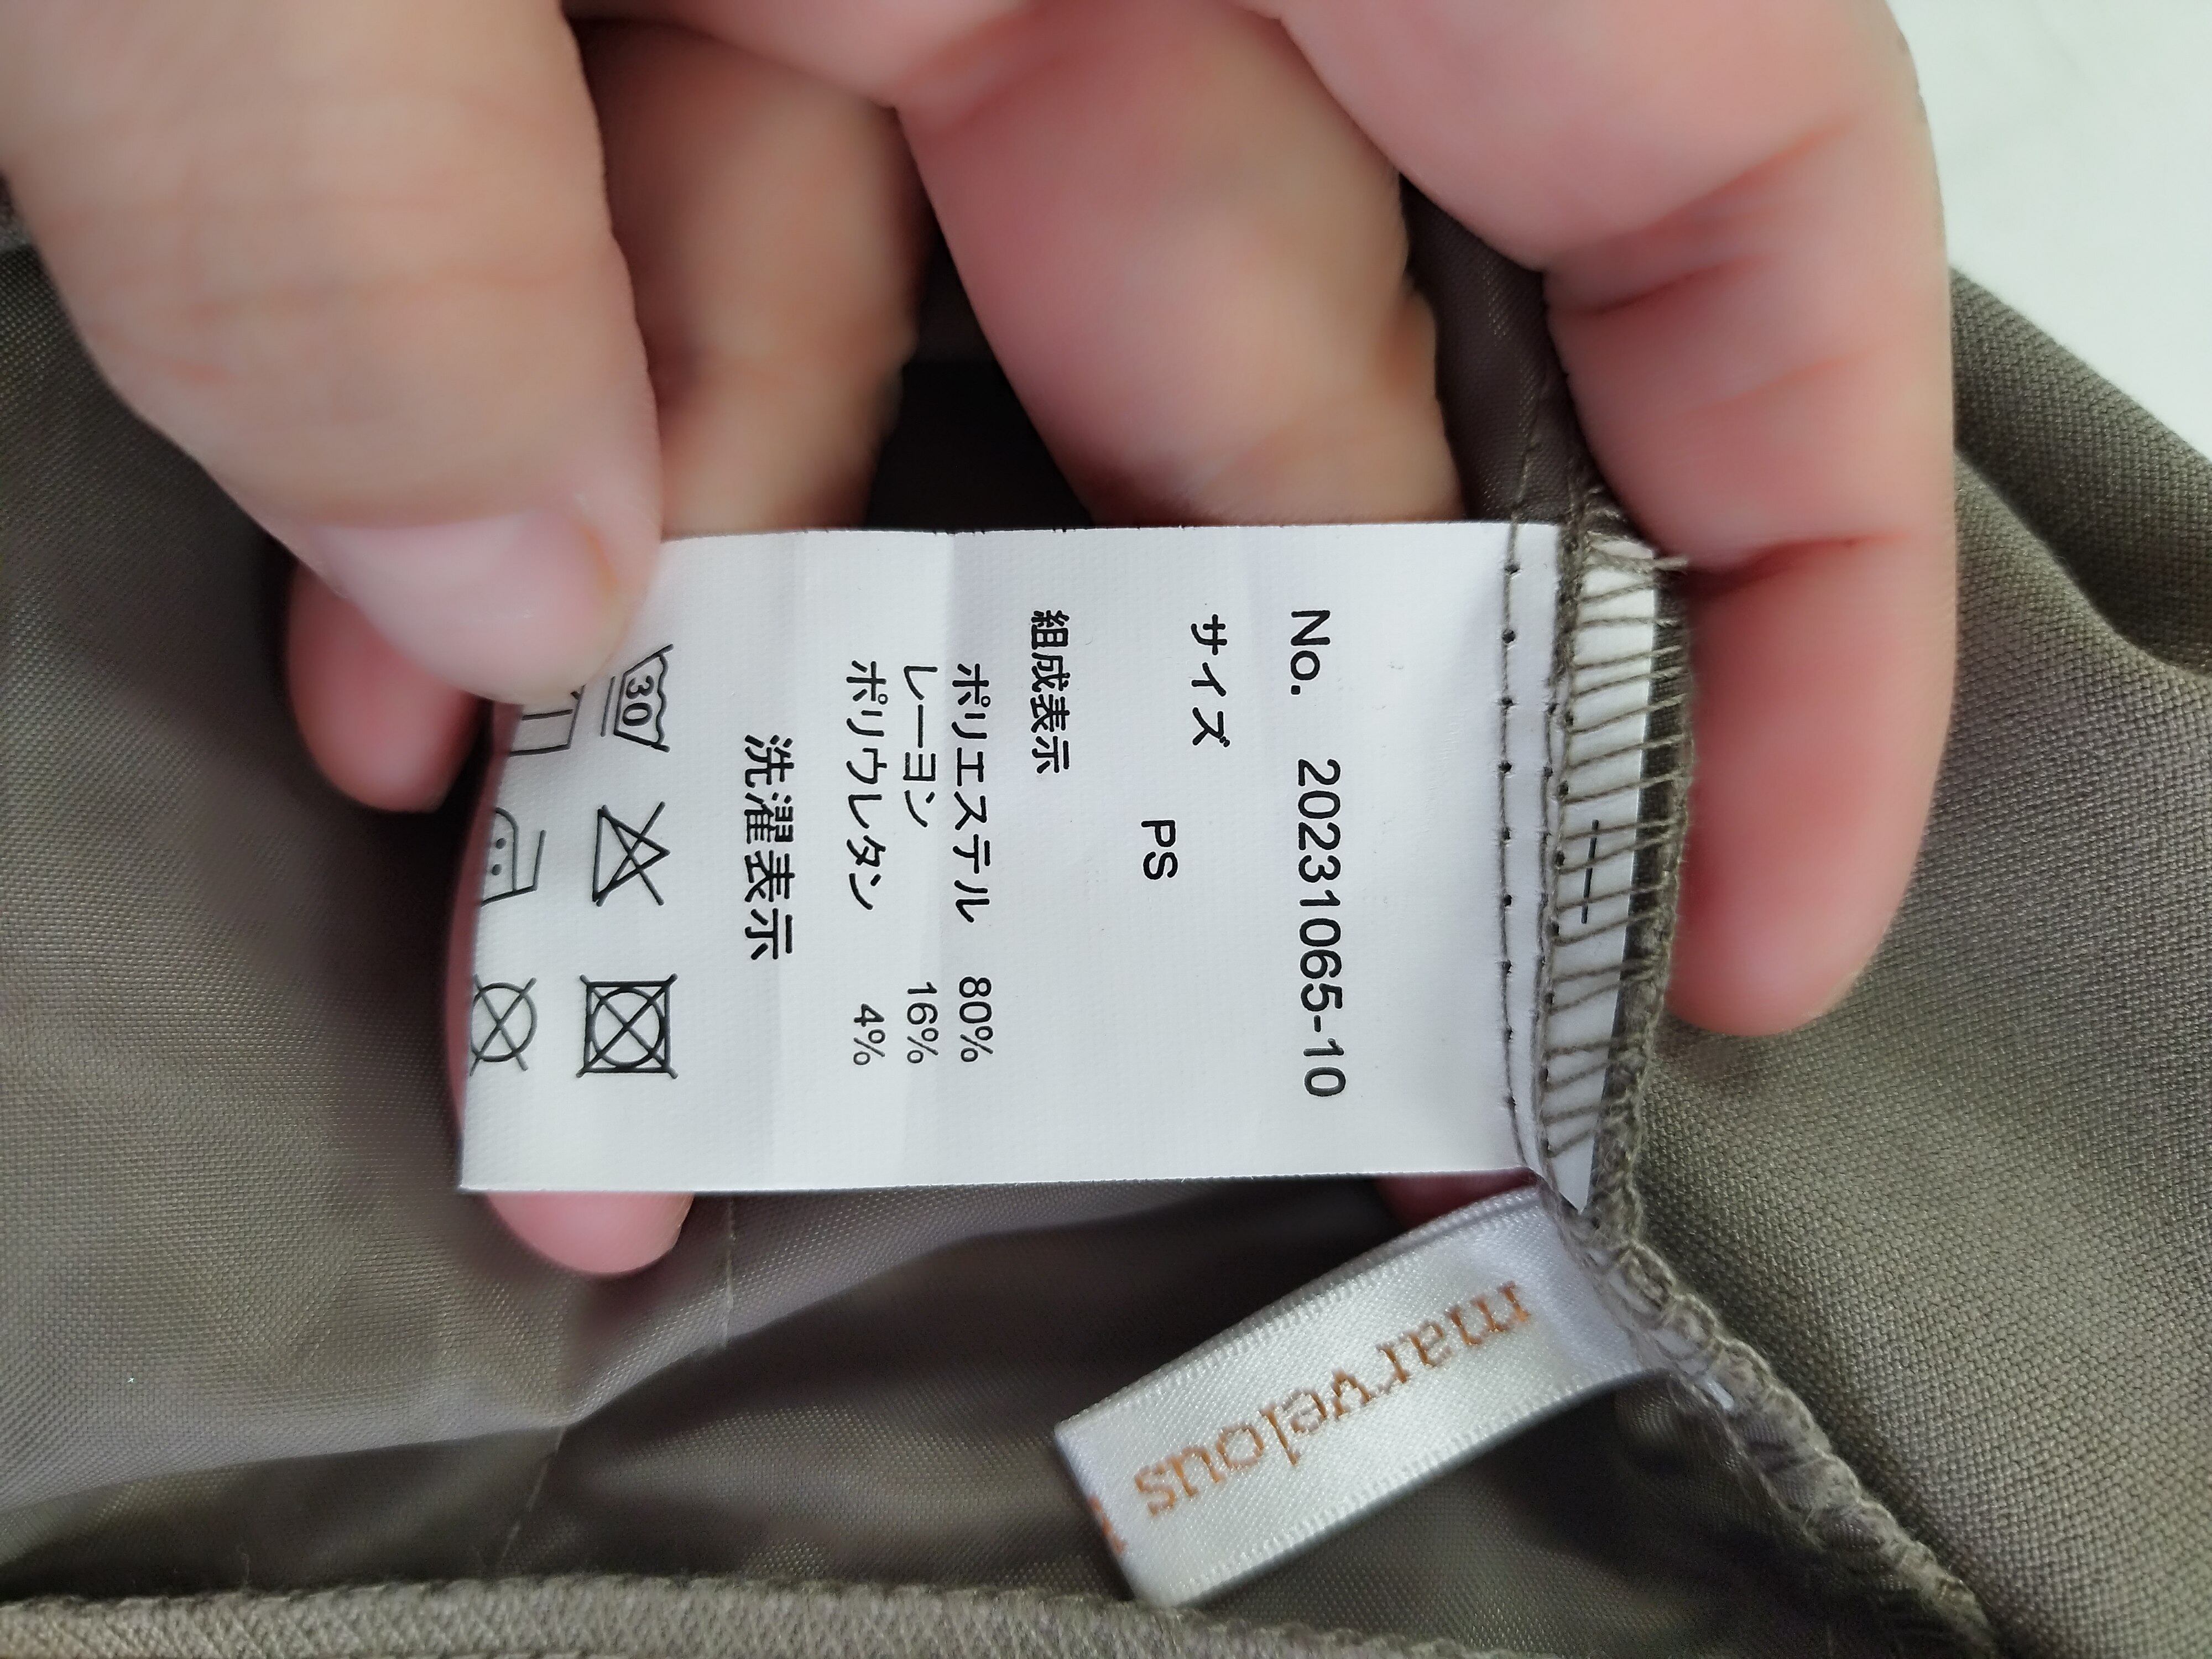 No. 20231065-10
サイズ
PS
組成表示
ポリエステル 80%
レーヨン 16%
ポリウレタン 4%
洗濯表示
30
marvelous